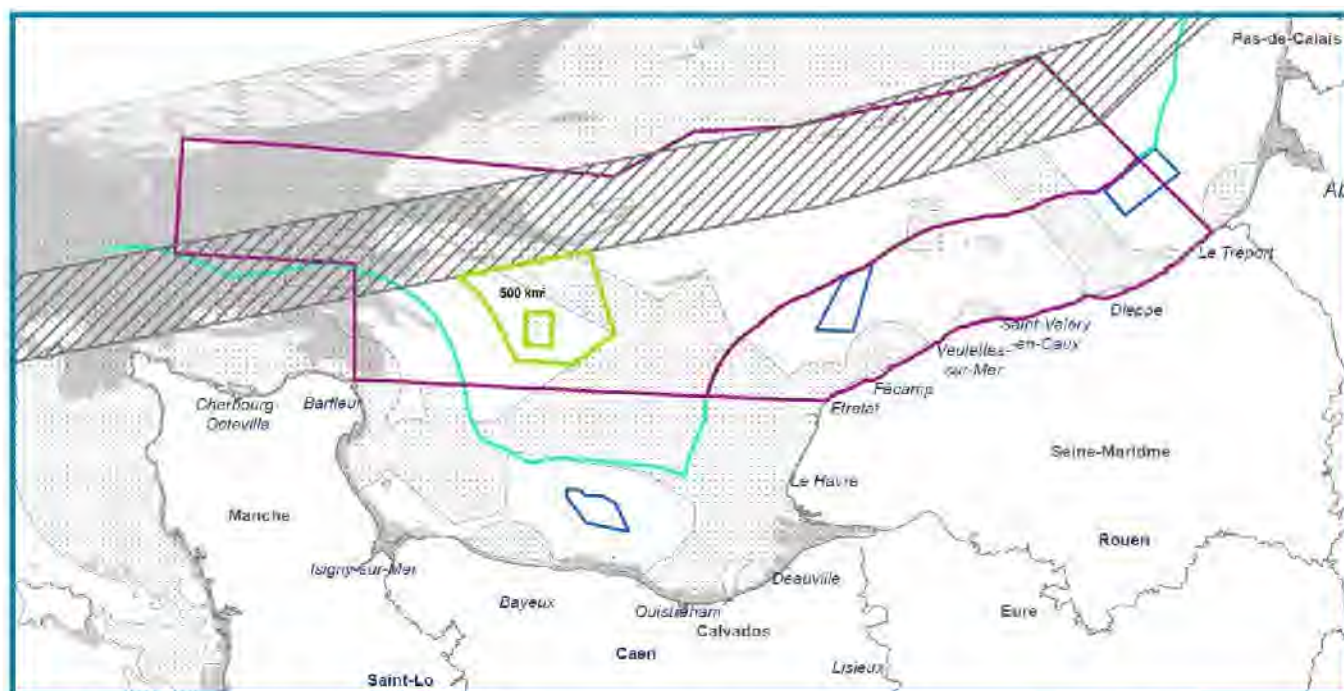 Pas-de-Calais
Le Tréport
500 km²
Dieppe
Saint-Valéry
-en-Caux
Veulettes-
sur-Mer
Fécamp
Etretat
Cherbourg-
Octeville
Barfleur
Seine-Maritime
Le Havre
Manche
Rouen
Isigny-sur-Mer
Deauville
Bayeux
Ouistreham
Eure
Calvados
Caen
Lisieux
Saint-Lo